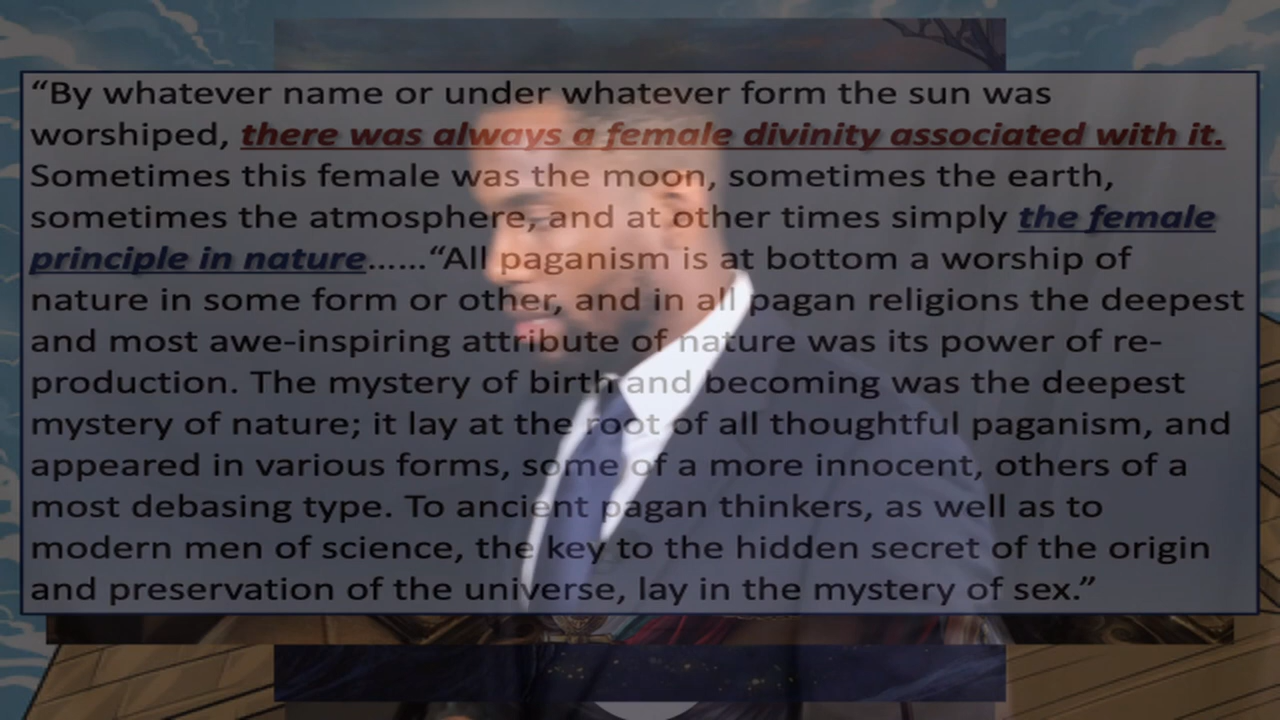 “By whatever name or under whatever form the sun was
worshiped, there was always a female divinity associated with it.
Sometimes this female was the moon, sometimes the earth,
sometimes the atmosphere, and at other times simply the female
principle in nature......“All paganism is at bottom a worship of
nature in some form or other, and in all pagan religions the deepest
and most awe-inspiring attribute of nature was its power of re-
production. The mystery of birth and becoming was the deepest
mystery of nature; it lay at the root of all thoughtful paganism, and
appeared in various forms, some of a more innocent, others of a
most debasing type. To ancient pagan thinkers, as well as to
modern men of science, the key to the hidden secret of the origin
and preservation of the universe, lay in the mystery of sex.”